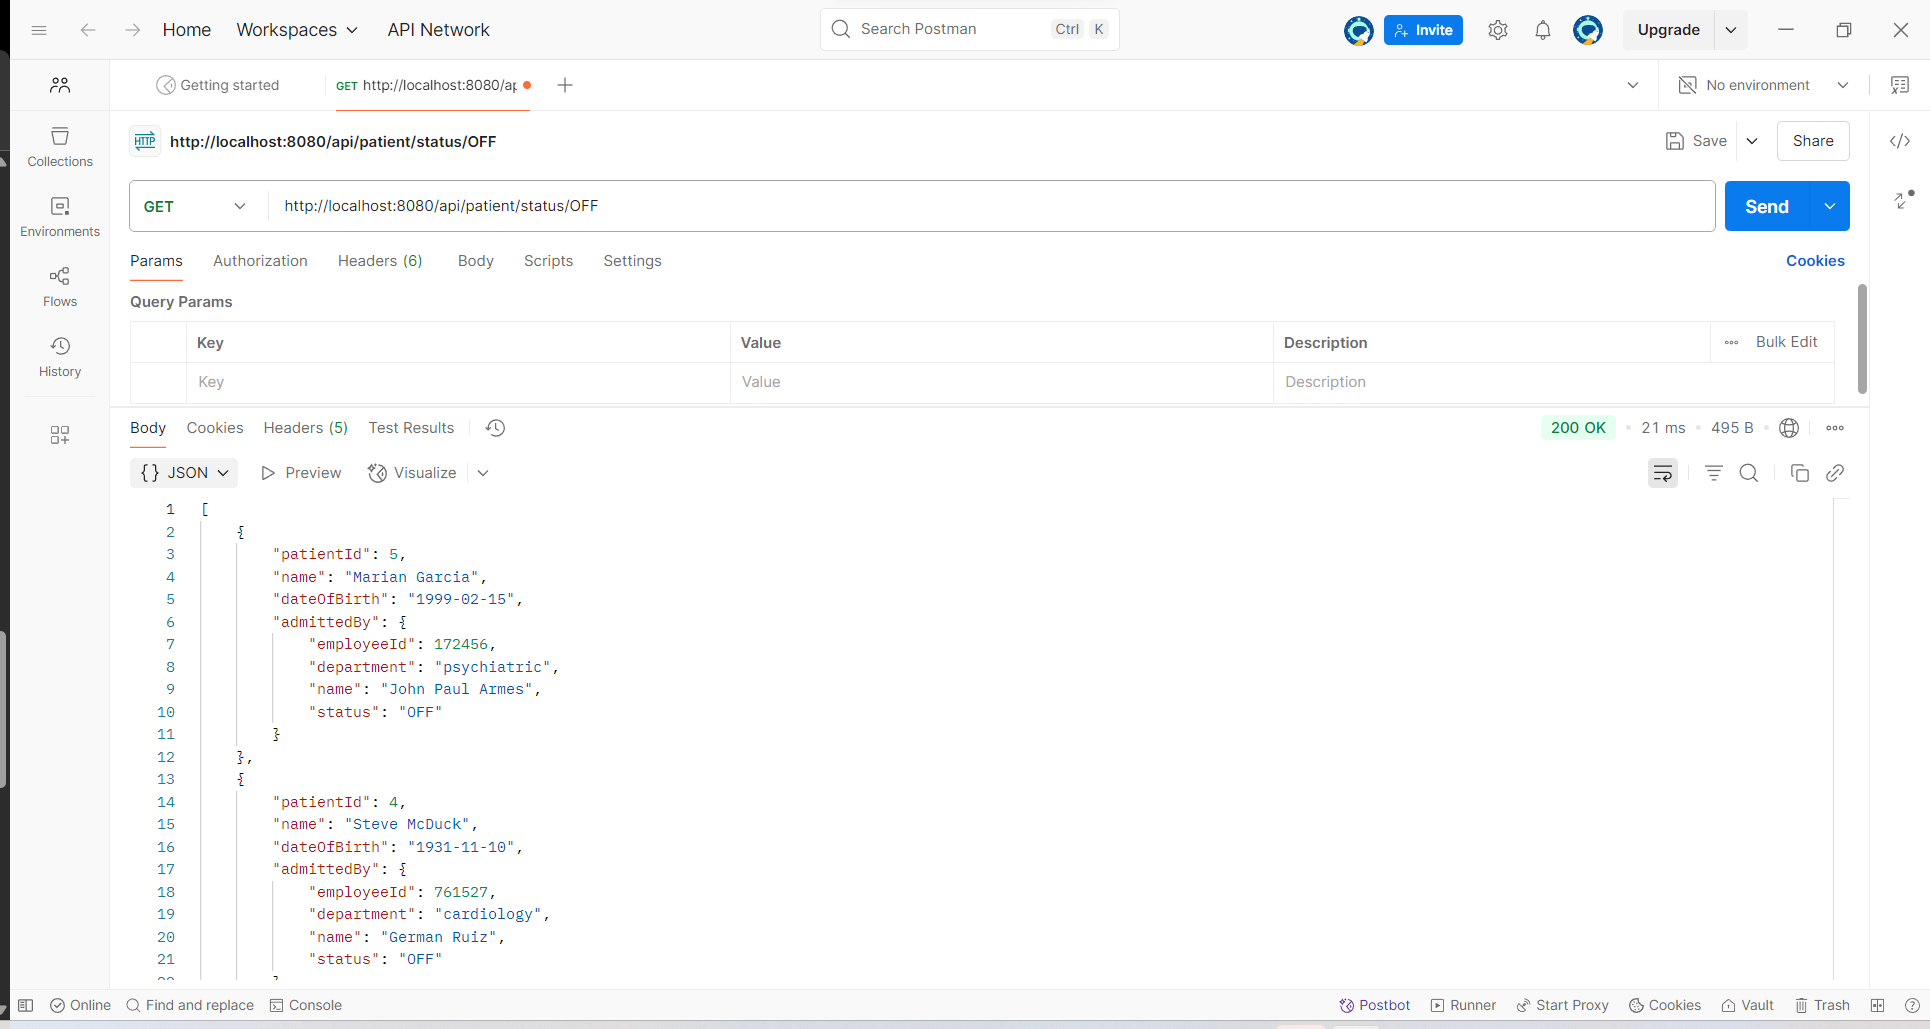 Home Workspaces API Network Search Postman Ctrl K Invite Upgrade
Getting started GET http://localhost:8080/ap No environment
HTTP http://localhost:8080/api/patient/status/OFF Save Share
GET http://localhost:8080/api/patient/status/OFF Send
Collections
Environments
Flows
History
Params Authorization Headers (6) Body Scripts Settings Cookies
Query Params
Key Value Description Bulk Edit
Key Value Description
Body Cookies Headers (5) Test Results 200 OK 21 ms 495 B
{} JSON Preview Visualize
1 [
2 {
3 "patientId": 5,
4 "name": "Marian Garcia",
5 "dateOfBirth": "1999-02-15",
6 "admittedBy": {
7 "employeeId": 172456,
8 "department": "psychiatric",
9 "name": "John Paul Armes",
10 "status": "OFF"
11 }
12 },
13 {
14 "patientId": 4,
15 "name": "Steve McDuck",
16 "dateOfBirth": "1931-11-10",
17 "admittedBy": {
18 "employeeId": 761527,
19 "department": "cardiology",
20 "name": "German Ruiz",
21 "status": "OFF"
Online Find and replace Console Postbot Runner Start Proxy Cookies Vault Trash